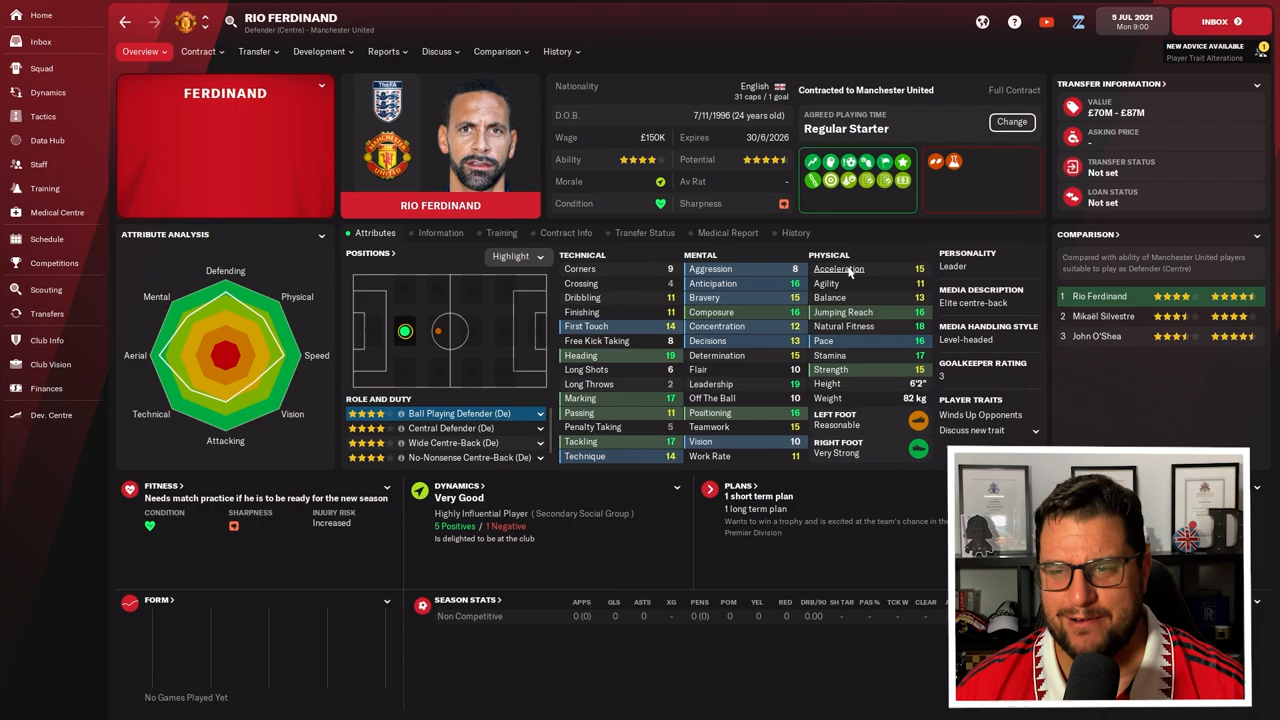 Home
Inbox
Squad
Dynamics
Tactics
Data Hub
Staff
Training
Medical Centre
Schedule
Competitions
Scouting
Transfers
Club Info
Club Vision
Finances
Dev. Centre
RIO FERDINAND
Defender (Centre) - Manchester United
5 JUL 2021
Mon 9:00
INBOX
Overview
Contract
Transfer
Development
Reports
Discuss
Comparison
History
NEW ADVICE AVAILABLE
Player Trait Alterations
1
FERDINAND
The FA
RIO FERDINAND
Nationality
English
31 caps / 1 goal
D.O.B.
7/11/1996 (24 years old)
Wage
£150K
Expires
30/6/2026
Ability
Potential
Morale
Av Rat
-
Condition
Sharpness
Contracted to Manchester United
Full Contract
AGREED PLAYING TIME
Regular Starter
Change
TRANSFER INFORMATION >
VALUE
£70M - £87M
ASKING PRICE
-
TRANSFER STATUS
Not set
LOAN STATUS
Not set
ATTRIBUTE ANALYSIS
Defending
Physical
Speed
Vision
Attacking
Technical
Aerial
Mental
Attributes
Information
Training
Contract Info
Transfer Status
Medical Report
History
POSITIONS >
Highlight
ROLE AND DUTY
Ball Playing Defender (De)
Central Defender (De)
Wide Centre-Back (De)
No-Nonsense Centre-Back (De)
TECHNICAL
Corners 9
Crossing 4
Dribbling 11
Finishing 11
First Touch 14
Free Kick Taking 8
Heading 19
Long Shots 6
Long Throws 2
Marking 17
Passing 11
Penalty Taking 5
Tackling 17
Technique 14
MENTAL
Aggression 8
Anticipation 16
Bravery 15
Composure 16
Concentration 12
Decisions 13
Determination 15
Flair 10
Leadership 19
Off The Ball 10
Positioning 16
Teamwork 15
Vision 10
Work Rate 11
PHYSICAL
Acceleration 15
Agility 11
Balance 13
Jumping Reach 16
Natural Fitness 18
Pace 16
Stamina 17
Strength 15
Height 6'2"
Weight 82 kg
LEFT FOOT
Reasonable
RIGHT FOOT
Very Strong
PERSONALITY
Leader
MEDIA DESCRIPTION
Elite centre-back
MEDIA HANDLING STYLE
Level-headed
GOALKEEPER RATING
3
PLAYER TRAITS
Winds Up Opponents
Discuss new trait
COMPARISON >
Compared with ability of Manchester United players
suitable to play as Defender (Centre)
1 Rio Ferdinand
2 Mikaël Silvestre
3 John O'Shea
FITNESS >
Needs match practice if he is to be ready for the new season
CONDITION
SHARPNESS
INJURY RISK
Increased
DYNAMICS >
Very Good
Highly Influential Player ( Secondary Social Group )
5 Positives / 1 Negative
Is delighted to be at the club
PLANS >
1 short term plan
1 long term plan
Wants to win a trophy and is excited at the team's chance in the
Premier Division
FORM >
No Games Played Yet
SEASON STATS >
APPS GLS ASTS XG PENS POM YEL RED DRB/90 SH TAR PAS % TCK W CLEAR
Non Competitive 0 (0) 0 0 - 0 (0) 0 0 0 0.00 - - - -